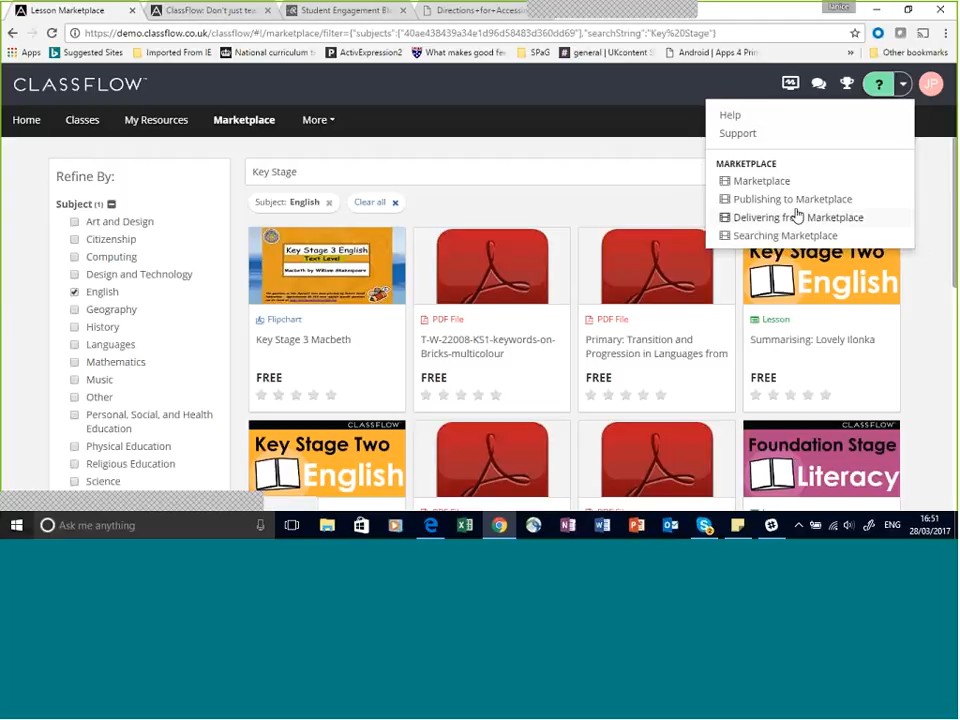 Lesson Marketplace
ClassFlow: Don't just tea
Student Engagement Bl
Directions+for+Access
Janice
https://demo.classflow.co.uk/classflow/#!/marketplace/filter={"subjects":["40ae438439a34e1d96d58483d360dd69"],"searchString":"Key%20Stage"}
Apps
Suggested Sites
Imported From IE
National curriculum t
ActivExpression2
What makes good fe
SPaG
general | UKcontent
Android | Apps 4 Prim
Other bookmarks
CLASSFLOW
?
JP
Home
Classes
My Resources
Marketplace
More
Help
Support
MARKETPLACE
Marketplace
Publishing to Marketplace
Delivering Marketplace
Searching Marketplace
Refine By:
Subject (1)
Art and Design
Citizenship
Computing
Design and Technology
English
Geography
History
Languages
Mathematics
Music
Other
Personal, Social, and Health
Education
Physical Education
Religious Education
Science
Key Stage
Subject: English x
Clear all x
Key Stage 3 English
Text Level
Macbeth by William Shakespeare
Key Stage Two
English
Flipchart
PDF File
PDF File
Lesson
Key Stage 3 Macbeth
T-W-22008-KS1-keywords-on-
Bricks-multicolour
Primary: Transition and
Progression in Languages from
Summarising: Lovely Ilonka
FREE
FREE
FREE
FREE
CLASSFLOW
Key Stage Two
English
CLASSFLOW
Foundation Stage
Literacy
Ask me anything
ENG
16:51
28/03/2017